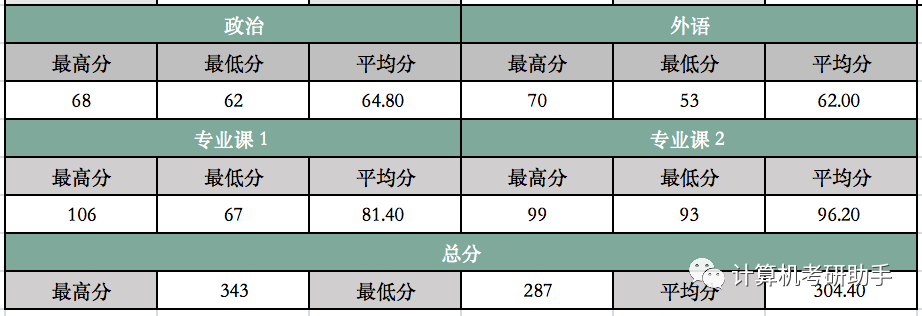 政治 外语
最高分 最低分 平均分 最高分 最低分 平均分
68 62 64.80 70 53 62.00
专业课 1 专业课 2
最高分 最低分 平均分 最高分 最低分 平均分
106 67 81.40 99 93 96.20
总分
最高分 343 最低分 287 平均分 304.40
计算机考研助手